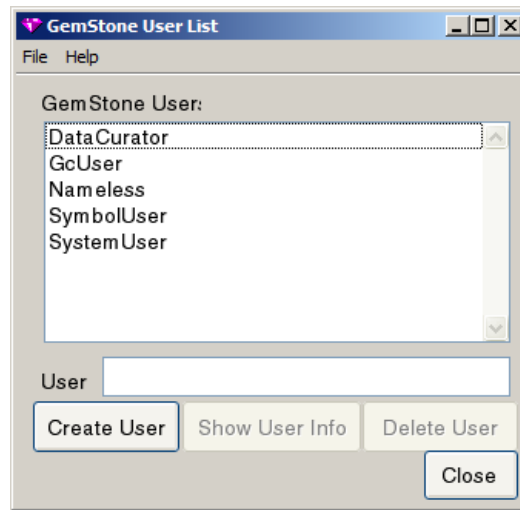 GemStone User List
File Help
GemStone User:
DataCurator
GcUser
Nameless
SymbolUser
SystemUser
User
Create User Show User Info Delete User
Close